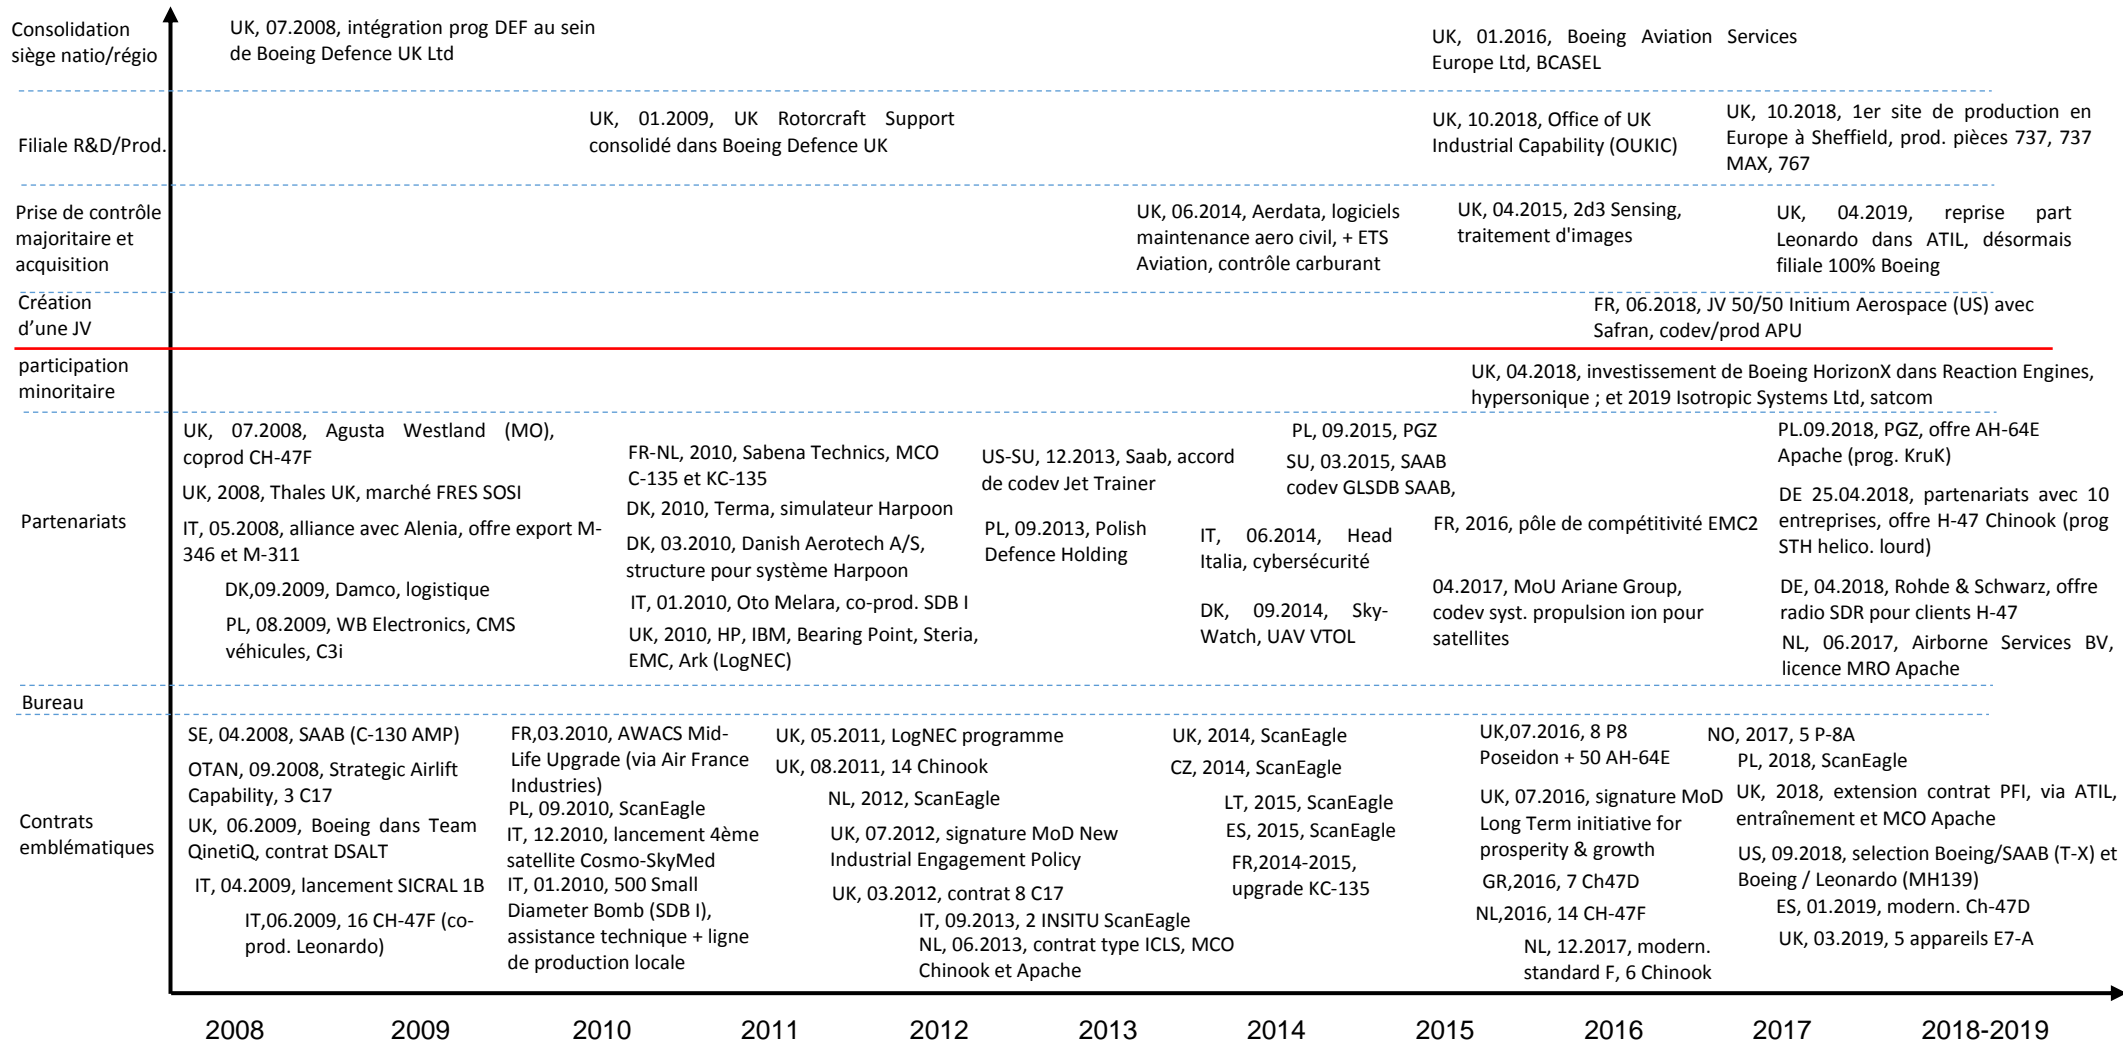 Consolidation
siège natio/régio
UK, 07.2008, intégration prog DEF au sein
de Boeing Defence UK Ltd
UK, 01.2016, Boeing Aviation Services
Europe Ltd, BCASEL
Filiale R&D/Prod.
UK, 01.2009, UK Rotorcraft Support
consolidé dans Boeing Defence UK
UK, 10.2018, Office of UK
Industrial Capability (OUKIC)
UK, 10.2018, 1er site de production en
Europe à Sheffield, prod. pièces 737, 737
MAX, 767
Prise de contrôle
majoritaire et
acquisition
UK, 06.2014, Aerdata, logiciels
maintenance aero civil, + ETS
Aviation, contrôle carburant
UK, 04.2015, 2d3 Sensing,
traitement d'images
UK, 04.2019, reprise part
Leonardo dans ATIL, désormais
filiale 100% Boeing
Création
d'une JV
FR, 06.2018, JV 50/50 Initium Aerospace (US) avec
Safran, codev/prod APU
participation
minoritaire
UK, 04.2018, investissement de Boeing HorizonX dans Reaction Engines,
hypersonique ; et 2019 Isotropic Systems Ltd, satcom
Partenariats
UK, 07.2008, Agusta Westland (MO),
coprod CH-47F
UK, 2008, Thales UK, marché FRES SOSI
IT, 05.2008, alliance avec Alenia, offre export M-
346 et M-311
DK,09.2009, Damco, logistique
PL, 08.2009, WB Electronics, CMS
véhicules, C3i
FR-NL, 2010, Sabena Technics, MCO
C-135 et KC-135
DK, 2010, Terma, simulateur Harpoon
DK, 03.2010, Danish Aerotech A/S,
structure pour système Harpoon
IT, 01.2010, Oto Melara, co-prod. SDB I
UK, 2010, HP, IBM, Bearing Point, Steria,
EMC, Ark (LogNEC)
US-SU, 12.2013, Saab, accord
de codev Jet Trainer
PL, 09.2013, Polish
Defence Holding
PL, 09.2015, PGZ
SU, 03.2015, SAAB
codev GLSDB SAAB,
IT, 06.2014, Head
Italia, cybersécurité
DK, 09.2014, Sky-
Watch, UAV VTOL
FR, 2016, pôle de compétitivité EMC2
04.2017, MoU Ariane Group,
codev syst. propulsion ion pour
satellites
PL.09.2018, PGZ, offre AH-64E
Apache (prog. KruK)
DE 25.04.2018, partenariats avec 10
entreprises, offre H-47 Chinook (prog
STH helico. lourd)
DE, 04.2018, Rohde & Schwarz, offre
radio SDR pour clients H-47
NL, 06.2017, Airborne Services BV,
licence MRO Apache
Bureau
Contrats
emblématiques
SE, 04.2008, SAAB (C-130 AMP)
OTAN, 09.2008, Strategic Airlift
Capability, 3 C17
UK, 06.2009, Boeing dans Team
QinetiQ, contrat DSALT
IT, 04.2009, lancement SICRAL 1B
IT,06.2009, 16 CH-47F (co-
prod. Leonardo)
FR,03.2010, AWACS Mid-
Life Upgrade (via Air France
Industries)
PL, 09.2010, ScanEagle
IT, 12.2010, lancement 4ème
satellite Cosmo-SkyMed
IT, 01.2010, 500 Small
Diameter Bomb (SDB I),
assistance technique + ligne
de production locale
UK, 05.2011, LogNEC programme
UK, 08.2011, 14 Chinook
NL, 2012, ScanEagle
UK, 07.2012, signature MoD New
Industrial Engagement Policy
UK, 03.2012, contrat 8 C17
IT, 09.2013, 2 INSITU ScanEagle
NL, 06.2013, contrat type ICLS, MCO
Chinook et Apache
UK, 2014, ScanEagle
CZ, 2014, ScanEagle
LT, 2015, ScanEagle
ES, 2015, ScanEagle
FR,2014-2015,
upgrade KC-135
UK,07.2016, 8 P8
Poseidon + 50 AH-64E
UK, 07.2016, signature MoD
Long Term initiative for
prosperity & growth
GR,2016, 7 Ch47D
NL,2016, 14 CH-47F
NL, 12.2017, modern.
standard F, 6 Chinook
NO, 2017, 5 P-8A
PL, 2018, ScanEagle
UK, 2018, extension contrat PFI, via ATIL,
entraînement et MCO Apache
US, 09.2018, selection Boeing/SAAB (T-X) et
Boeing / Leonardo (MH139)
ES, 01.2019, modern. Ch-47D
UK, 03.2019, 5 appareils E7-A
2008 2009 2010 2011 2012 2013 2014 2015 2016 2017 2018-2019